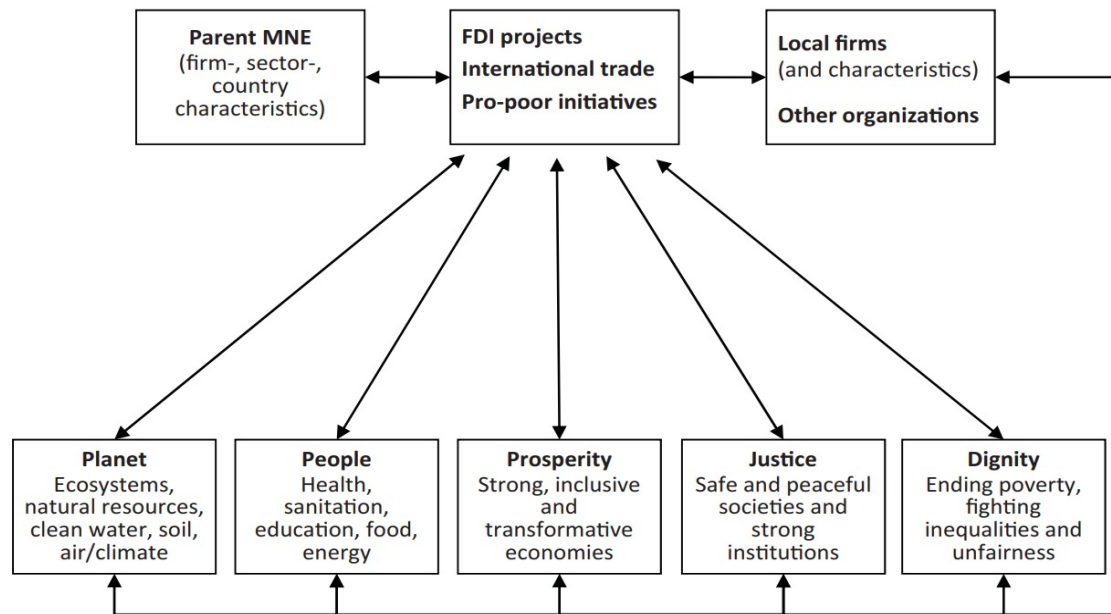 Parent MNE
(firm-, sector-,
country
characteristics)
FDI projects
International trade
Pro-poor initiatives
Local firms
(and characteristics)
Other organizations
Planet
Ecosystems,
natural resources,
clean water, soil,
air/climate
People
Health,
sanitation,
education, food,
energy
Prosperity
Strong, inclusive
and
transformative
economies
Justice
Safe and peaceful
societies and
strong
institutions
Dignity
Ending poverty,
fighting
inequalities and
unfairness